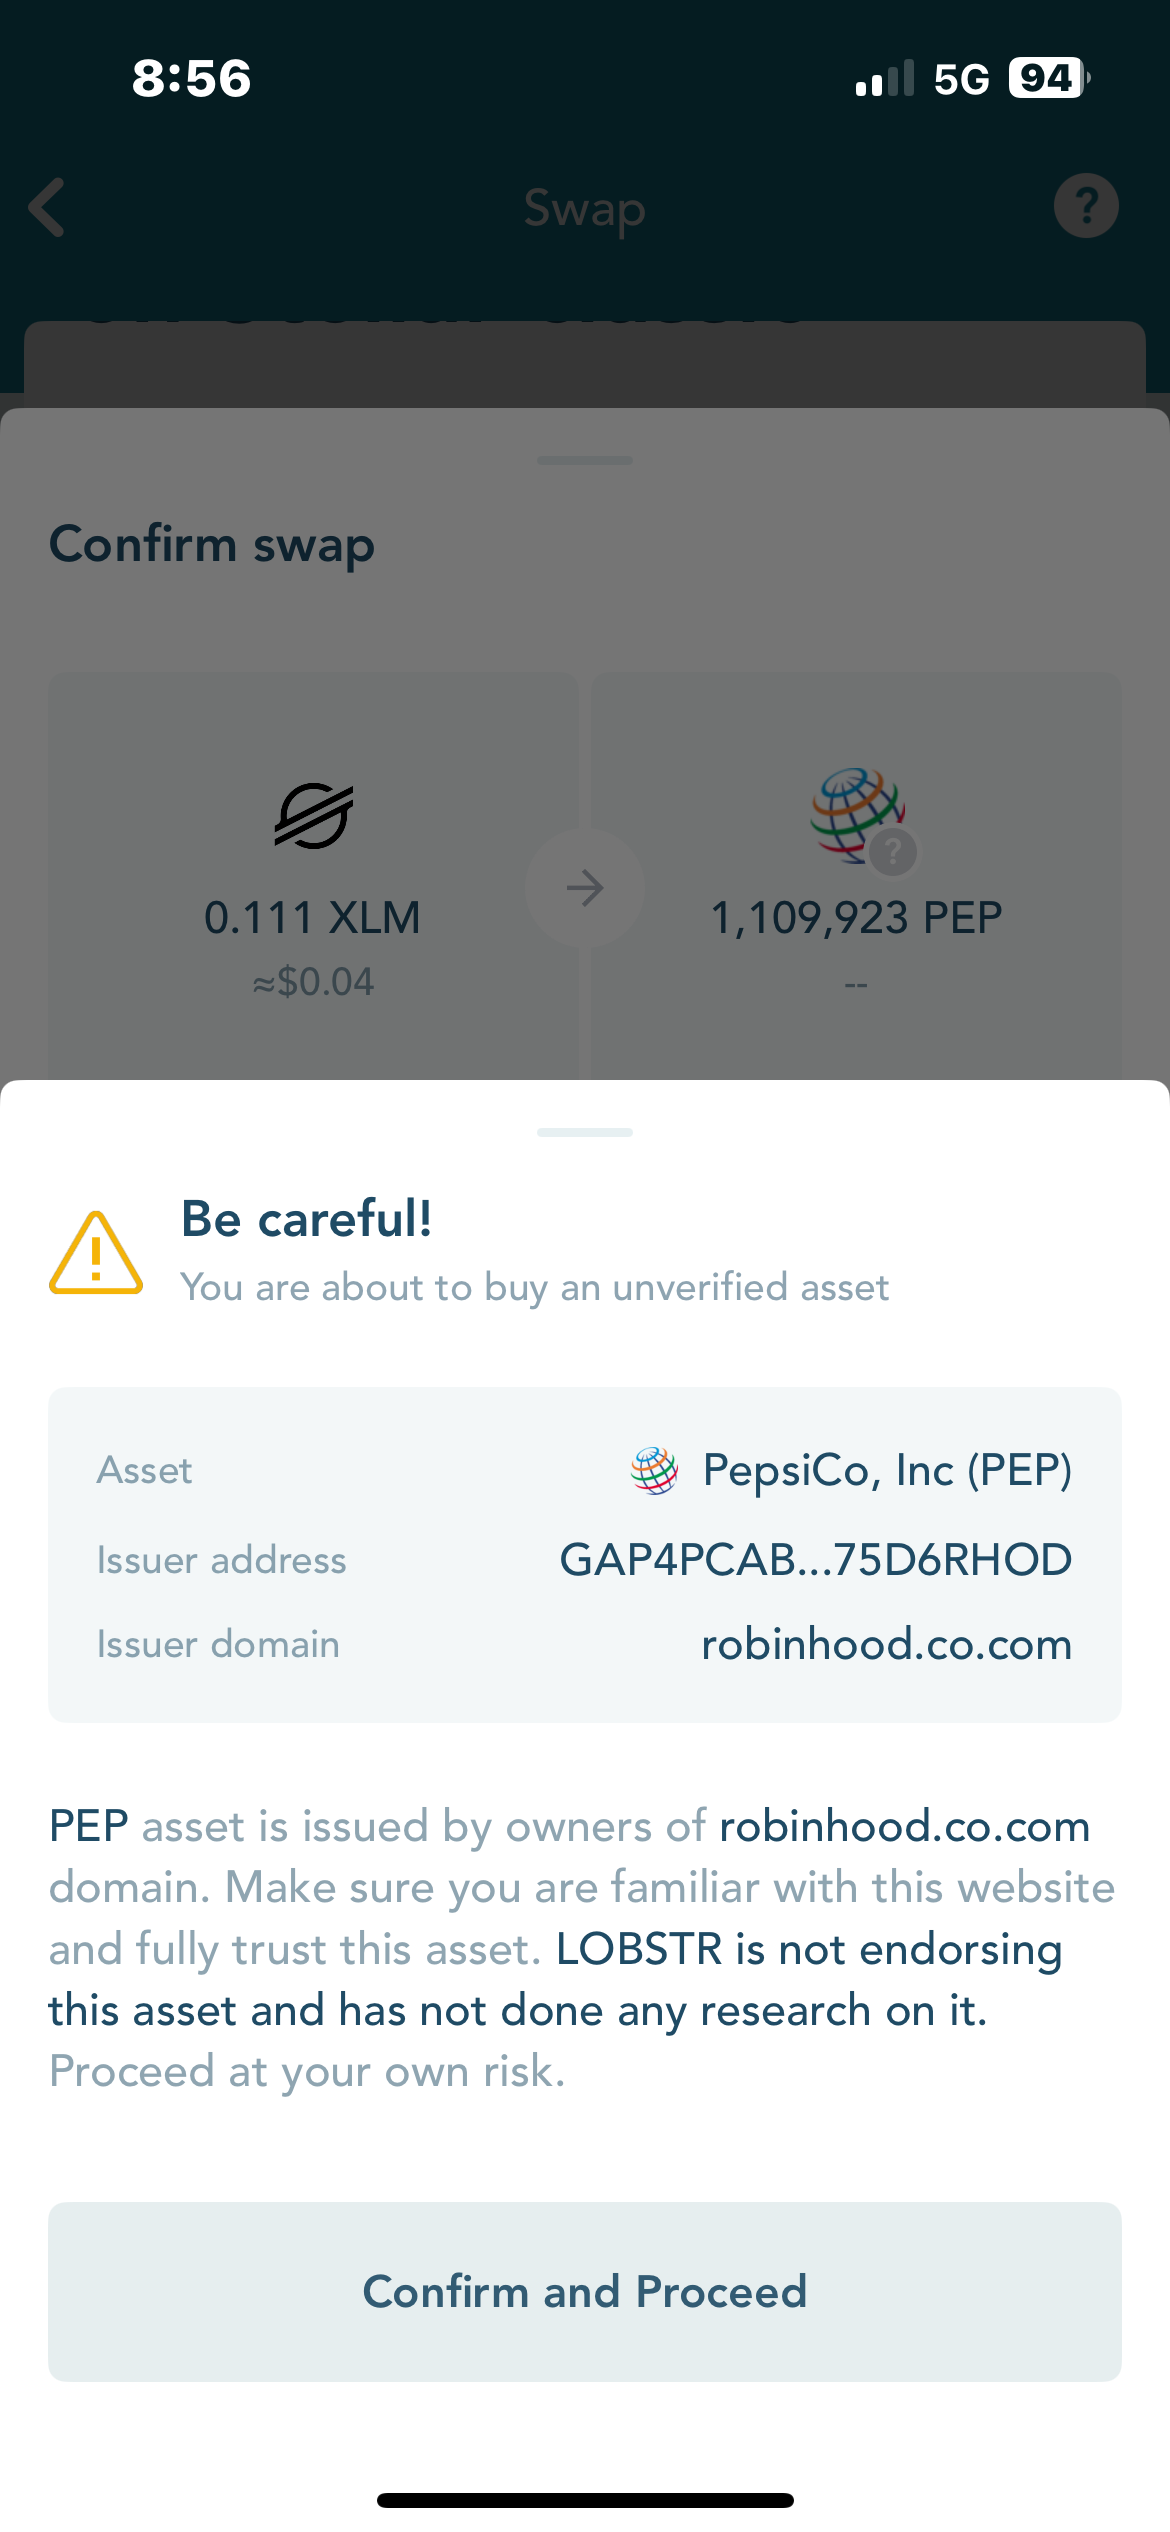 8:56
5G 94
Swap
?
Confirm swap
0.111 XLM
≈$0.04
?
1,109,923 PEP
--
Be careful!
You are about to buy an unverified asset
Asset
PepsiCo, Inc (PEP)
Issuer address
GAP4PCAB...75D6RHOD
Issuer domain
robinhood.co.com
PEP asset is issued by owners of robinhood.co.com
domain. Make sure you are familiar with this website
and fully trust this asset. LOBSTR is not endorsing
this asset and has not done any research on it.
Proceed at your own risk.
Confirm and Proceed